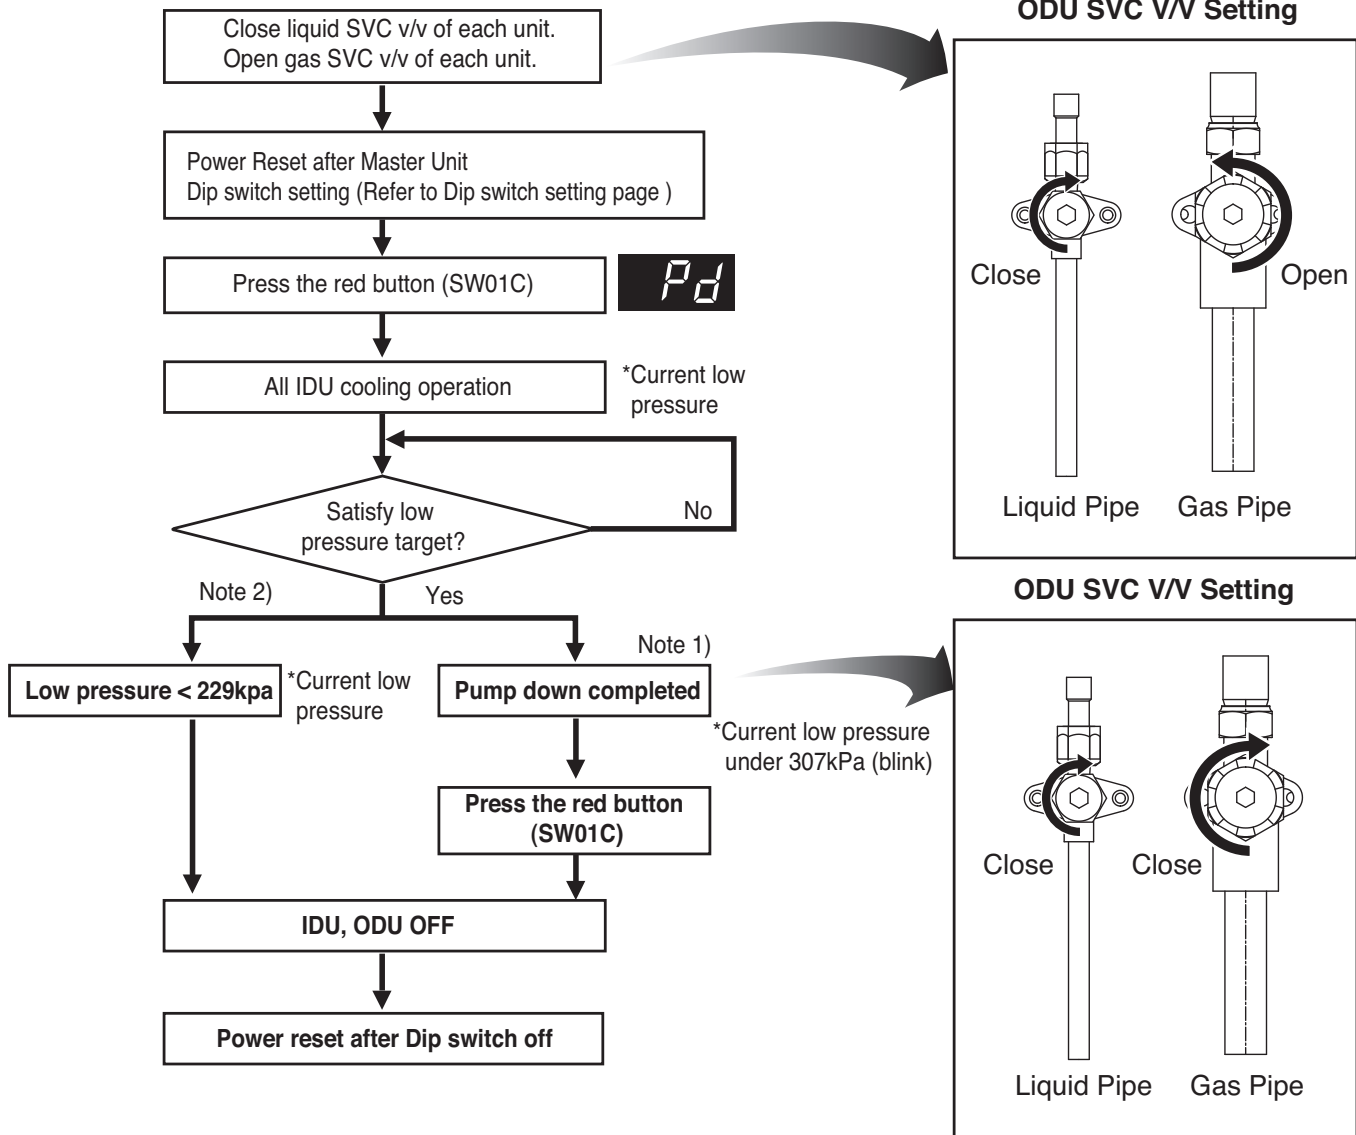 Close liquid SVC v/v of each unit.
Open gas SVC v/v of each unit.
Power Reset after Master Unit
Dip switch setting (Refer to Dip switch setting page )
Press the red button (SW01C)
Pd
All IDU cooling operation
*Current low
pressure
Satisfy low
pressure target?
No
Note 2)
Yes
Note 1)
Low pressure < 229kpa
*Current low
pressure
Pump down completed
*Current low pressure
under 307kPa (blink)
Press the red button
(SW01C)
IDU, ODU OFF
Power reset after Dip switch off
ODU SVC V/V Setting
Close
Open
Liquid Pipe
Gas Pipe
ODU SVC V/V Setting
Close
Close
Liquid Pipe
Gas Pipe